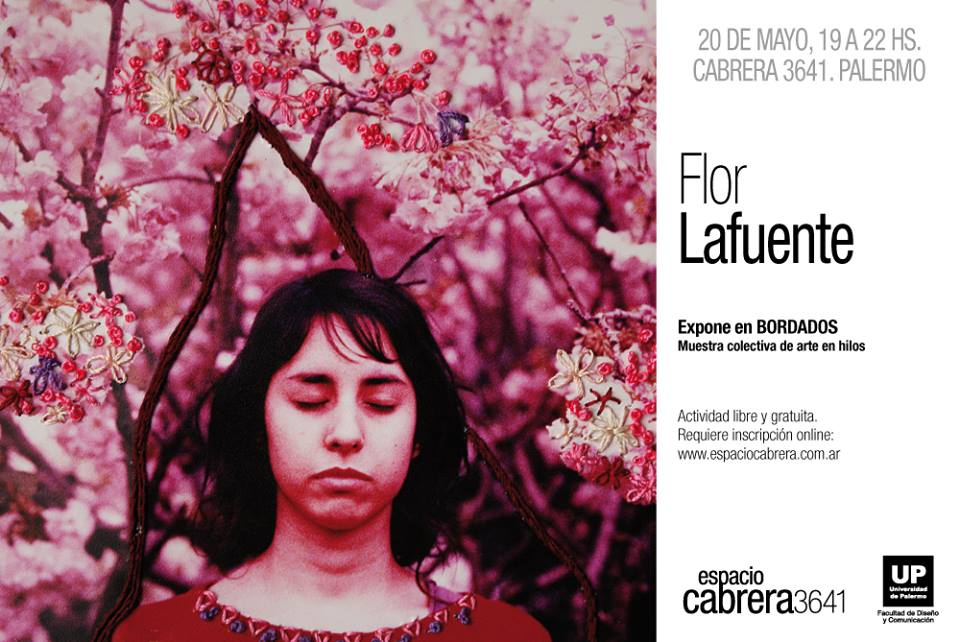 20 DE MAYO, 19 A 22 HS.
CABRERA 3641. PALERMO
Flor
Lafuente
Expone en BORDADOS
Muestra colectiva de arte en hilos
Actividad libre y gratuita.
Requiere inscripción online:
www.espaciocabrera.com.ar
espacio
cabrera3641
UP
Universidad
de Palermo
Facultad de Diseño
y Comunicación